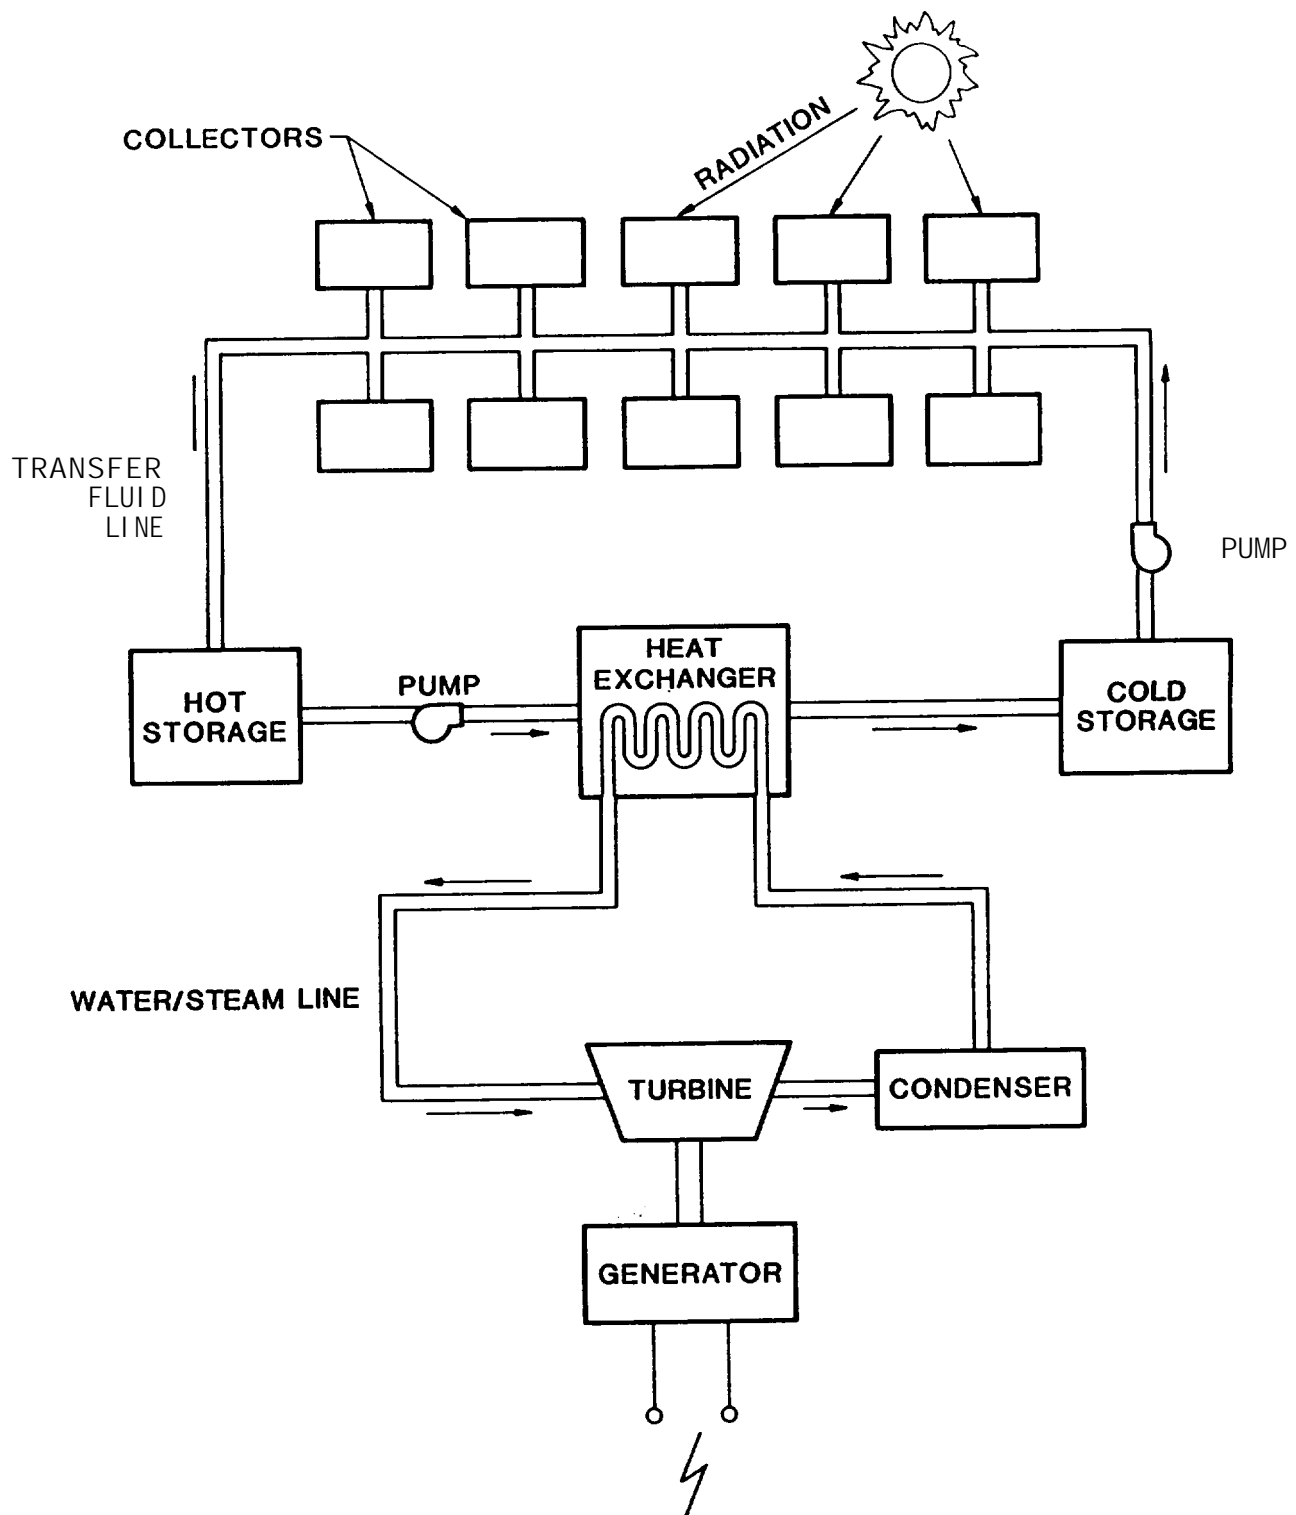 COLLECTORS
RADIATION
TRANSFER
FLUID
LINE
PUMP
HOT
STORAGE
PUMP
HEAT
EXCHANGER
COLD
STORAGE
WATER/STEAM LINE
TURBINE
CONDENSER
GENERATOR